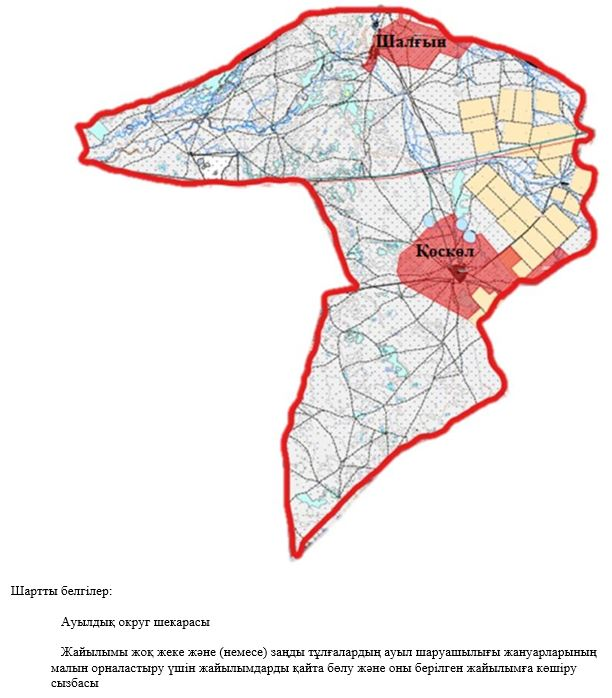 Шалғын
Қоскөл
Шартты белгілер:
Ауылдық округ шекарасы
Жайылымы жоқ жеке және (немесе) заңды тұлғалардың ауыл шаруашылығы жануарларының
малын орналастыру үшін жайылымдарды қайта бөлу және оны берілген жайылымға көшіру
сызбасы